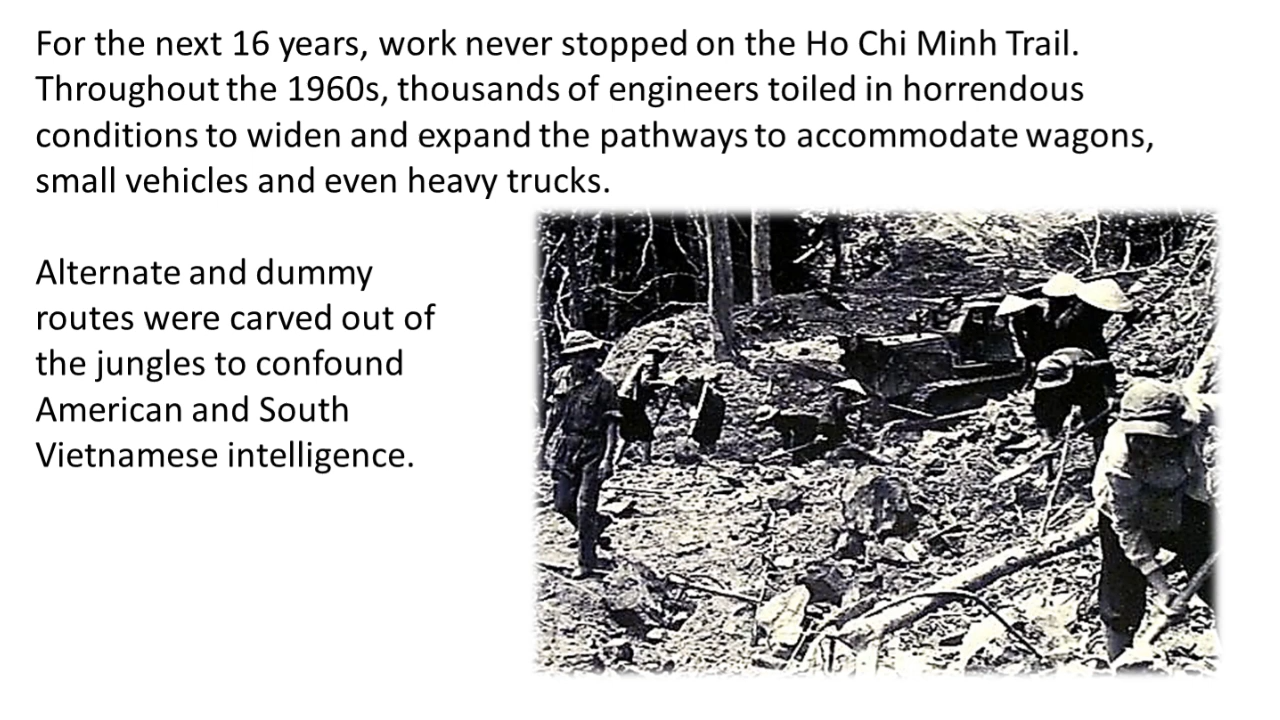 For the next 16 years, work never stopped on the Ho Chi Minh Trail.
Throughout the 1960s, thousands of engineers toiled in horrendous
conditions to widen and expand the pathways to accommodate wagons,
small vehicles and even heavy trucks.
Alternate and dummy
routes were carved out of
the jungles to confound
American and South
Vietnamese intelligence.